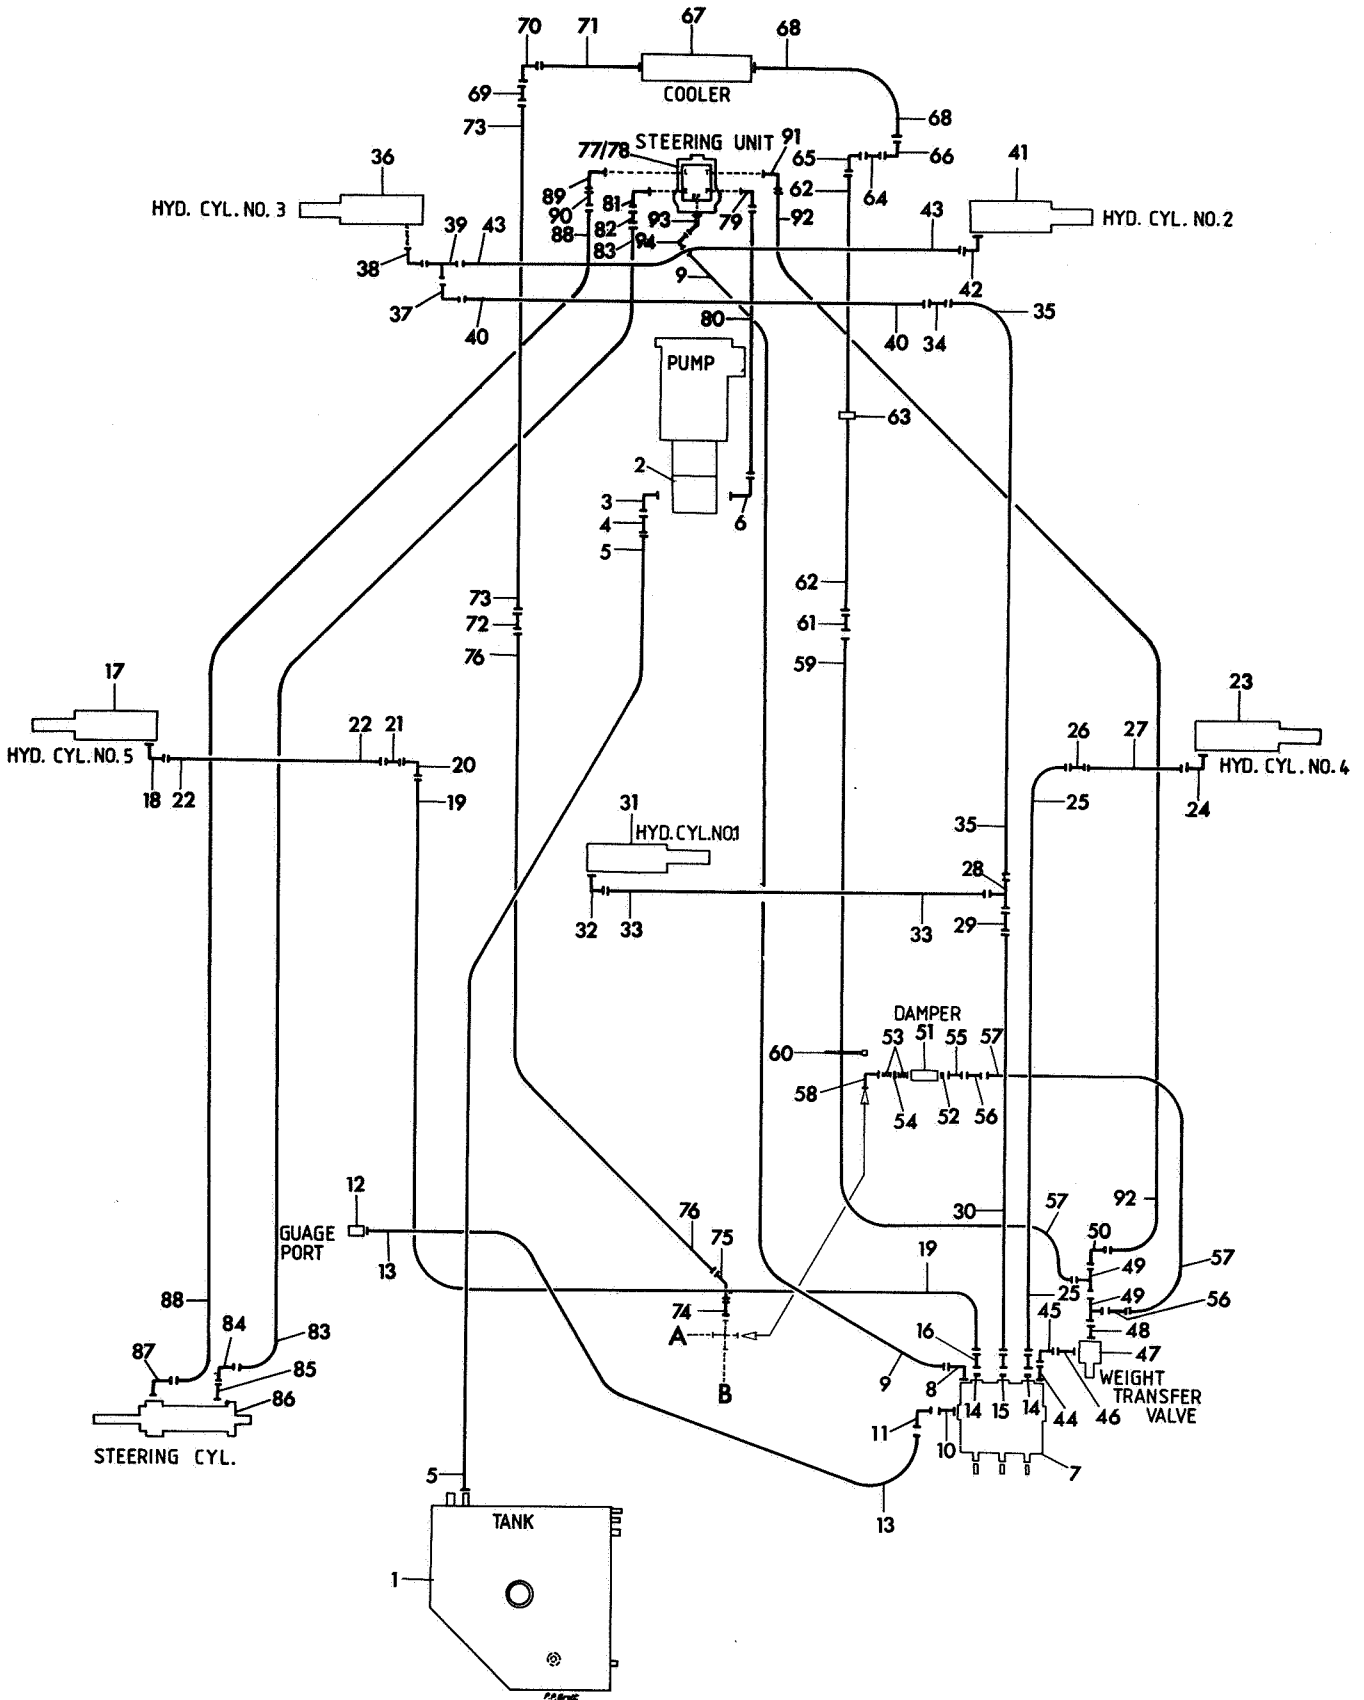 70 71 67 68
COOLER
69
73
68
STEERING UNIT 91
77/78
65 66 41
36
62 64
89 81 79
HYD. CYL. NO. 3
90 82 93 92
39 43 43 HYD. CYL. NO. 2
88 83 94
38 9 42
37 80 35
40 40 34
PUMP
63
2
3 6
4
5
62
73
72 61
76 59
17 23
22 21 26 27
HYD. CYL. NO. 5 20 HYD. CYL. NO. 4
18 22 19 25 24
31 35
HYD. CYL. NO.1
28
32 33 33 29
DAMPER
53 51 55 57
60
58 54 52 56
12 76 75 30 57 92
GUAGE
PORT
13 19 50
49 57
88 84 83 74 25 49
45 56
A 48
87 16 47
85 9 8
86 B 14 15 14 44 46
WEIGHT
TRANSFER
VALVE
11 10
STEERING CYL.
5 7
TANK 13
1